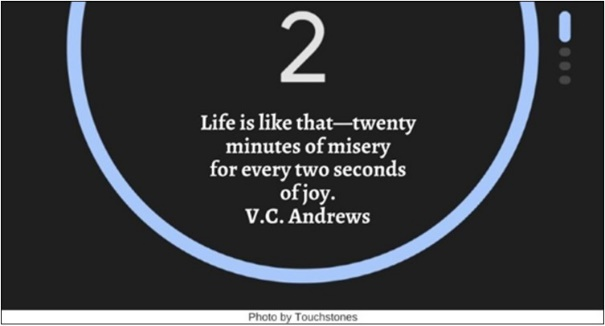 2
Life is like that—twenty
minutes of misery
for every two seconds
of joy.
V.C. Andrews
Photo by Touchstones